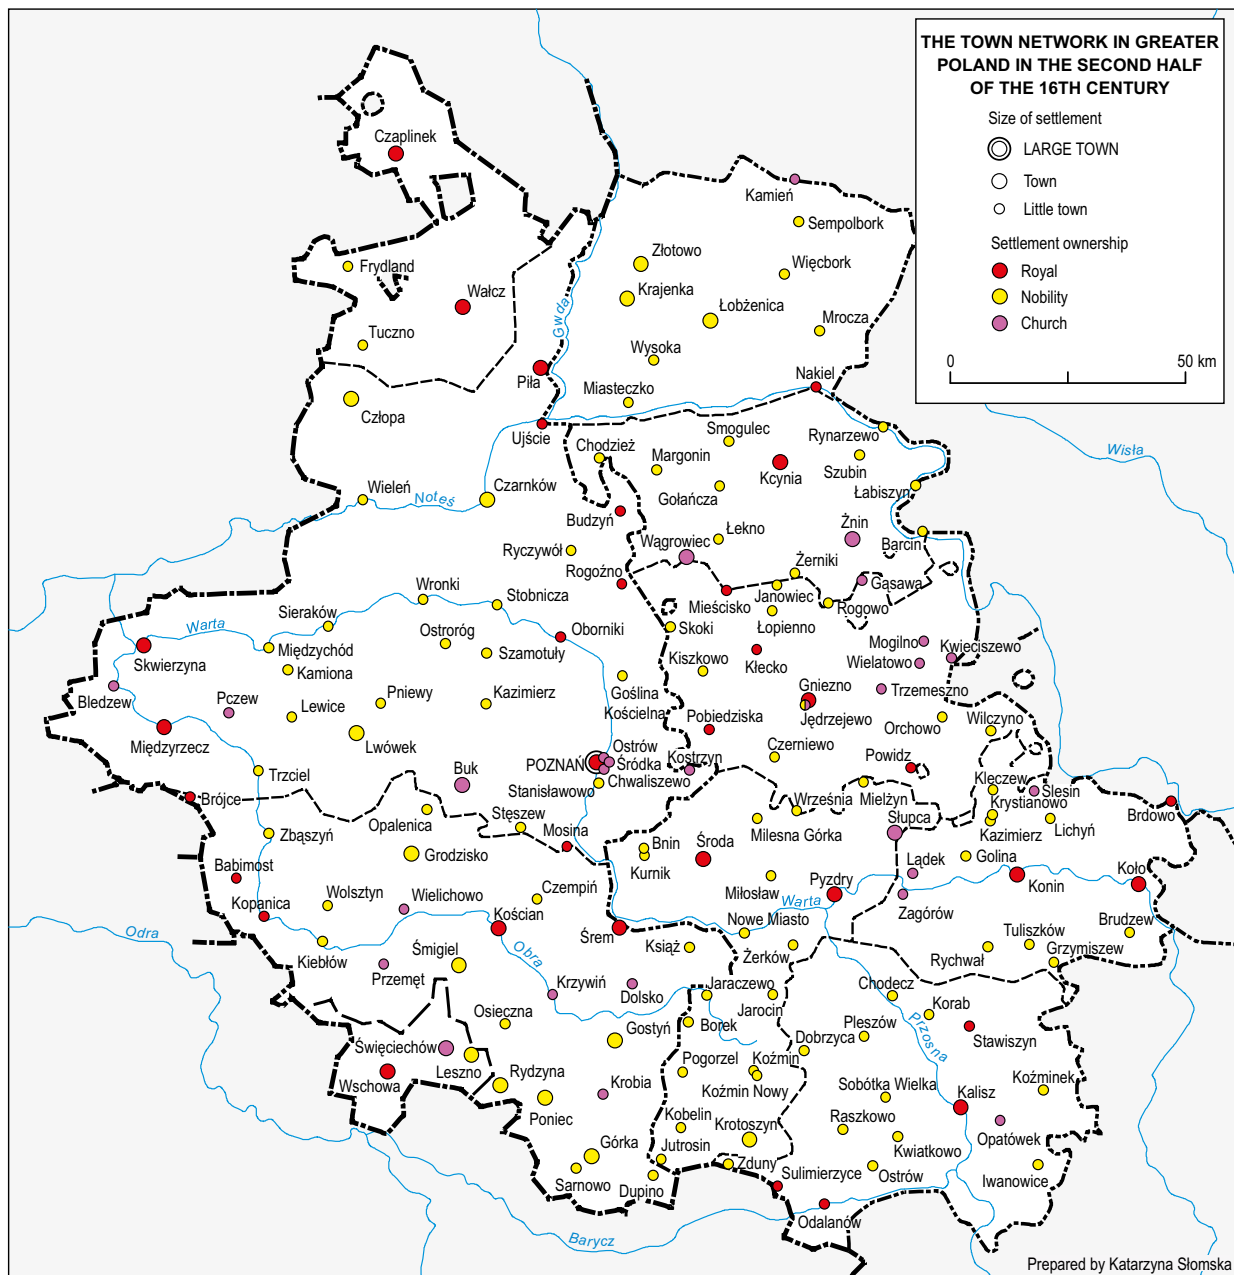 THE TOWN NETWORK IN GREATER
POLAND IN THE SECOND HALF
OF THE 16TH CENTURY
Size of settlement
LARGE TOWN
Town
Little town
Settlement ownership
Royal
Nobility
Church
0
50 km
Czaplinek
Kamień
Sempolbork
Złotowo
Więcbork
Frydland
Krajenka
Wałcz
Łobżenica
Gwda
Mrocza
Tuczno
Wysoka
Piła
Nakiel
Miasteczko
Człopa
Ujście
Smogulec
Rynarzewo
Wisła
Chodzież
Margonin
Szubin
Kcynia
Wieleń
Noteś
Czarnków
Gołańcza
Łabiszyn
Budzyń
Żnin
Łekno
Barcin
Ryczywół
Wągrowiec
Żerniki
Rogoźno
Gąsawa
Wronki
Stobnicza
Mieścisko
Janowiec
Rogowo
Sieraków
Łopienno
Warta
Ostroróg
Oborniki
Skoki
Mogilno
Kwieciszewo
Skwierzyna
Międzychód
Szamotuły
Kłecko
Wielatowo
Kamiona
Kiszkowo
Bledzew
Pczew
Pniewy
Kazimierz
Goślina
Kościelna
Gniezno
Trzemeszno
Lewice
Jędrzejewo
Orchowo
Wilczyno
Międzyrzecz
Lwówek
Pobiedziska
Ostrów
POZNAŃ
Śródka
Kostrzyn
Czerniewo
Powidz
Trzciel
Buk
Chwaliszewo
Stanisławowo
Kleczew
Slesin
Brójce
Września
Mielżyn
Krystianowo
Opalenica
Stęszew
Milesna Górka
Słupca
Brdowo
Zbąszyń
Mosina
Bnin
Środa
Kazimierz
Lichyń
Grodzisko
Kurnik
Golina
Babimost
Lądek
Koło
Wolsztyn
Wielichowo
Czempiń
Miłosław
Pyzdry
Konin
Kopanica
Warta
Zagórów
Kościan
Brudzew
Odra
Śrem
Nowe Miasto
Tuliszków
Kiebłów
Śmigiel
Obra
Książ
Żerków
Rychwał
Grzymiszew
Przemęt
Krzywiń
Dolsko
Jaraczewo
Chodecz
Osieczna
Jarocin
Korab
Gostyń
Borek
Pleszów
Prosna
Stawiszyn
Święciechów
Dobrzyca
Leszno
Rydzyna
Pogorzel
Koźmin
Koźminek
Wschowa
Krobia
Koźmin Nowy
Sobótka Wielka
Kalisz
Poniec
Kobelin
Krotoszyn
Raszkowo
Opatówek
Górka
Jutrosin
Kwiatkowo
Zduny
Iwanowice
Sarnowo
Dupino
Sulimierzyce
Ostrów
Odalanów
Barycz
Prepared by Katarzyna Słomska